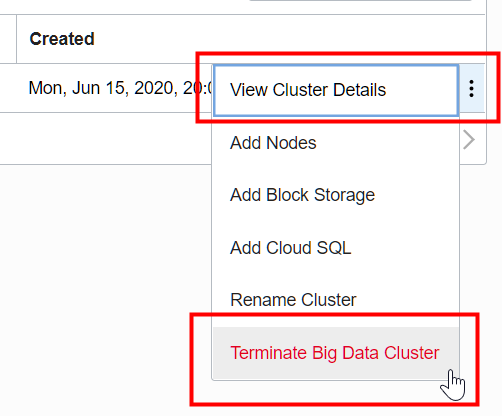 Created
Mon, Jun 15, 2020, 20:0
View Cluster Details
Add Nodes
Add Block Storage
Add Cloud SQL
Rename Cluster
Terminate Big Data Cluster